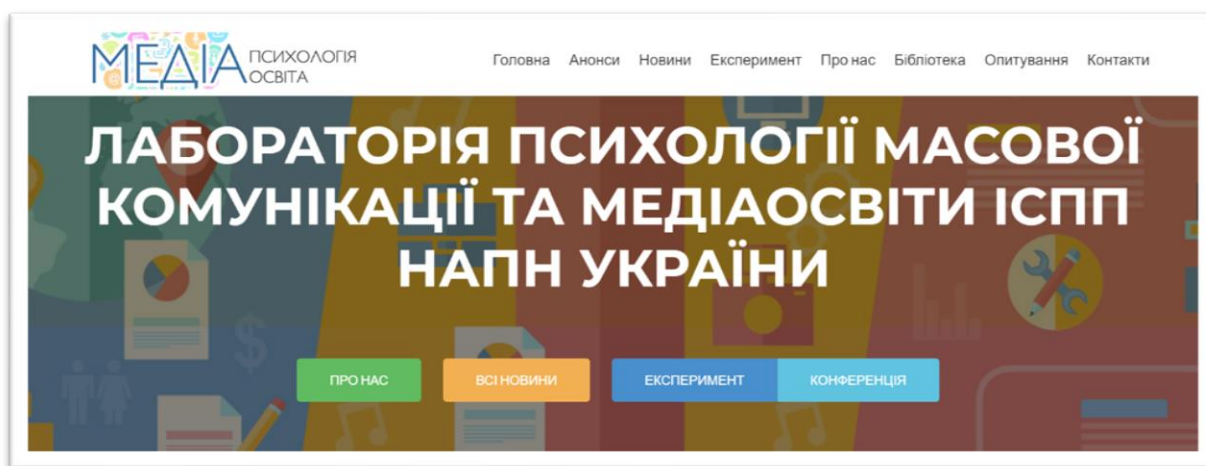 МЕДІА ПСИХОЛОГІЯ
ОСВІТА
Головна Анонси Новини Експеримент Про нас Бібліотека Опитування Контакти
ЛАБОРАТОРІЯ ПСИХОЛОГІЇ МАСОВОЇ
КОМУНІКАЦІЇ ТА МЕДІАОСВІТИ ІСПП
НАПН УКРАЇНИ
ПРО НАС ВСІ НОВИНИ ЕКСПЕРИМЕНТ КОНФЕРЕНЦІЯ